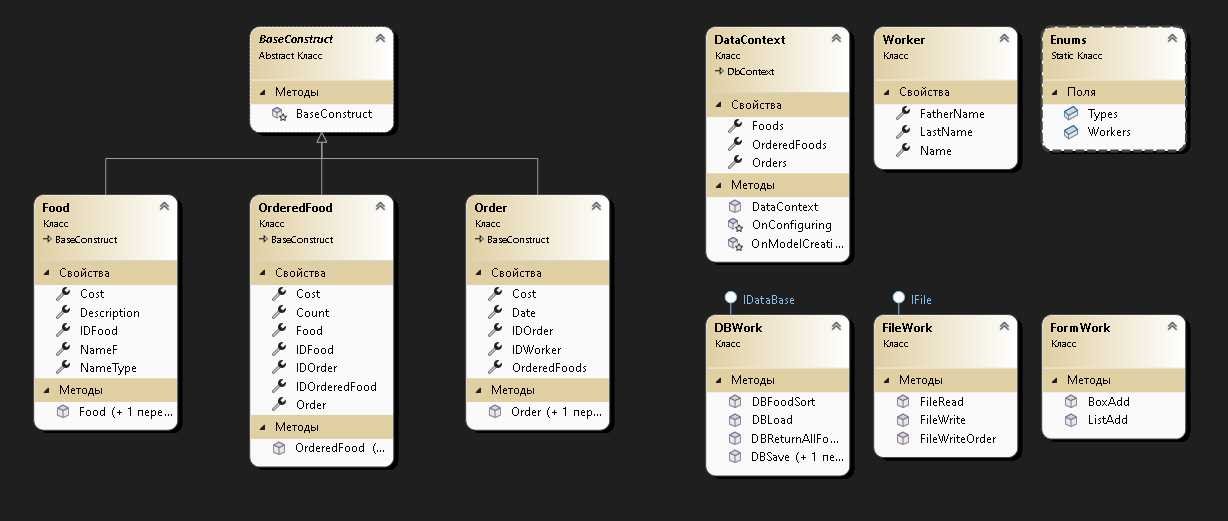 BaseConstruct
Abstract Класс
Методы
BaseConstruct
Food
Класс
BaseConstruct
Свойства
Cost
Description
IDFood
NameF
NameType
Методы
Food (+ 1 пере...
OrderedFood
Класс
BaseConstruct
Свойства
Cost
Count
Food
IDFood
IDOrder
IDOrderedFood
Order
Методы
OrderedFood (...
Order
Класс
BaseConstruct
Свойства
Cost
Date
IDOrder
IDWorker
OrderedFoods
Методы
Order (+ 1 пере...
DataContext
Класс
DbContext
Свойства
Foods
OrderedFoods
Orders
Методы
DataContext
OnConfiguring
OnModelCreati...
Worker
Класс
Свойства
FatherName
LastName
Name
Enums
Static Класс
Поля
Types
Workers
IDataBase
DBWork
Класс
Методы
DBFoodSort
DBLoad
DBReturnAllFo...
DBSave (+ 1 пе...
IFile
FileWork
Класс
Методы
FileRead
FileWrite
FileWriteOrder
FormWork
Класс
Методы
BoxAdd
ListAdd